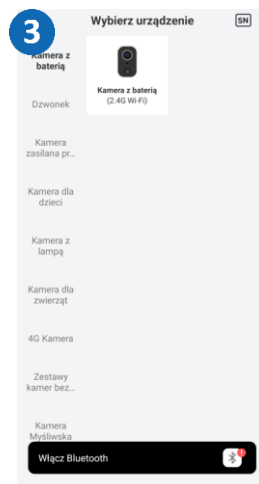 3
Wybierz urządzenie
SN
Kamera z
baterią
Kamera z baterią
(2.4G Wi-Fi)
Dzwonek
Kamera
zasilana pr...
Kamera dla
dzieci
Kamera z
lampą
Kamera dla
zwierząt
4G Kamera
Zestawy
kamer bez...
Kamera
Myśliwska
Włącz Bluetooth
!